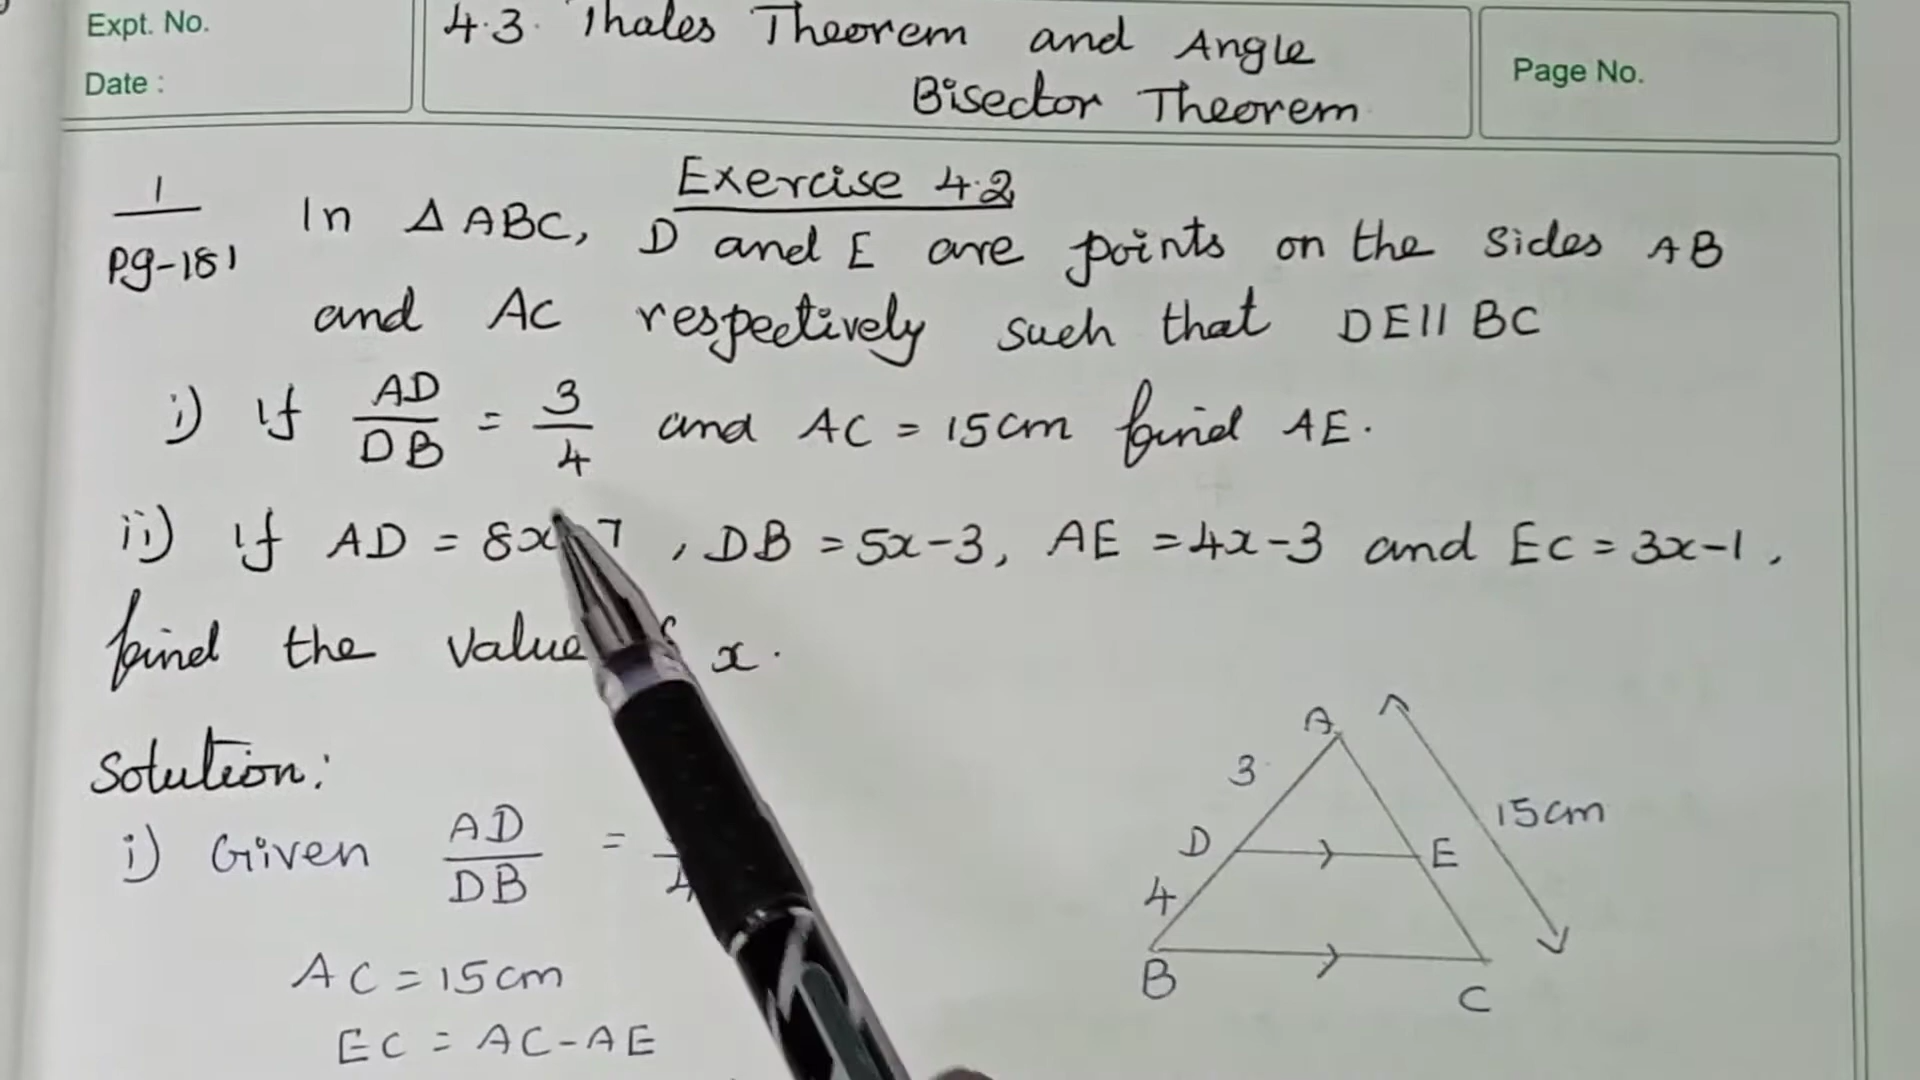 Expt. No.
Date :
4.3. Thales Theorem and Angle
Bisector Theorem
Page No.
Exercise 4.2
1
Pg-181
In Δ ABC, D and E are points on the sides AB
and AC respectively such that DE || BC
i) If AD/DB = 3/4 and AC = 15cm find AE.
ii) If AD = 8x 7, DB = 5x-3, AE = 4x-3 and EC = 3x-1,
find the value x.
Solution:
i) Given AD/DB =
AC = 15cm
EC = AC-AE
A
3
D
E
15cm
4
B
C